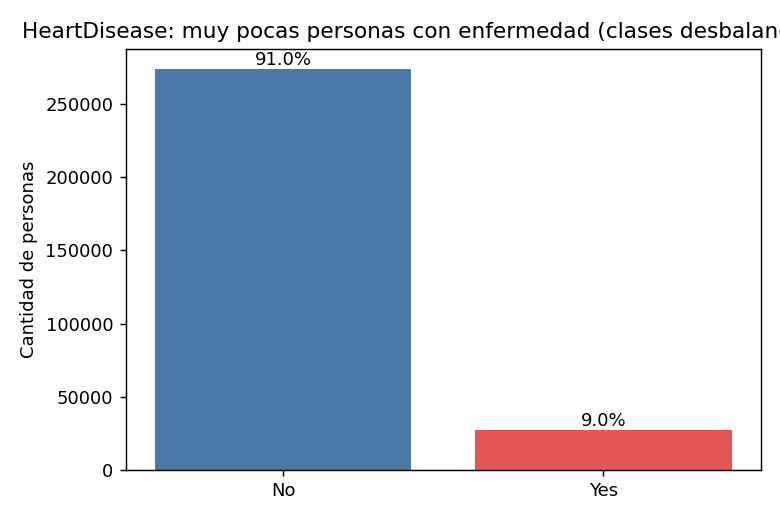 HeartDisease: muy pocas personas con enfermedad (clases desbalan
91.0%
250000
200000
150000
100000
50000
0
Cantidad de personas
9.0%
No
Yes